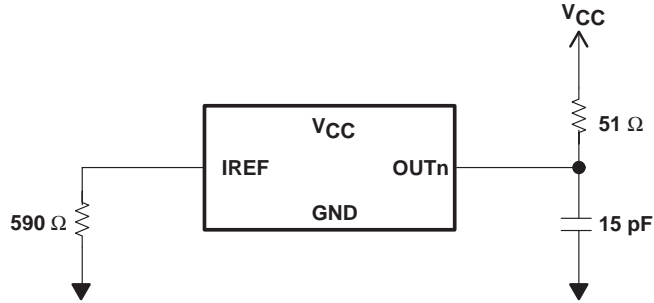 VCC
51 Ω
VCC
IREF
OUTn
590 Ω
GND
15 pF